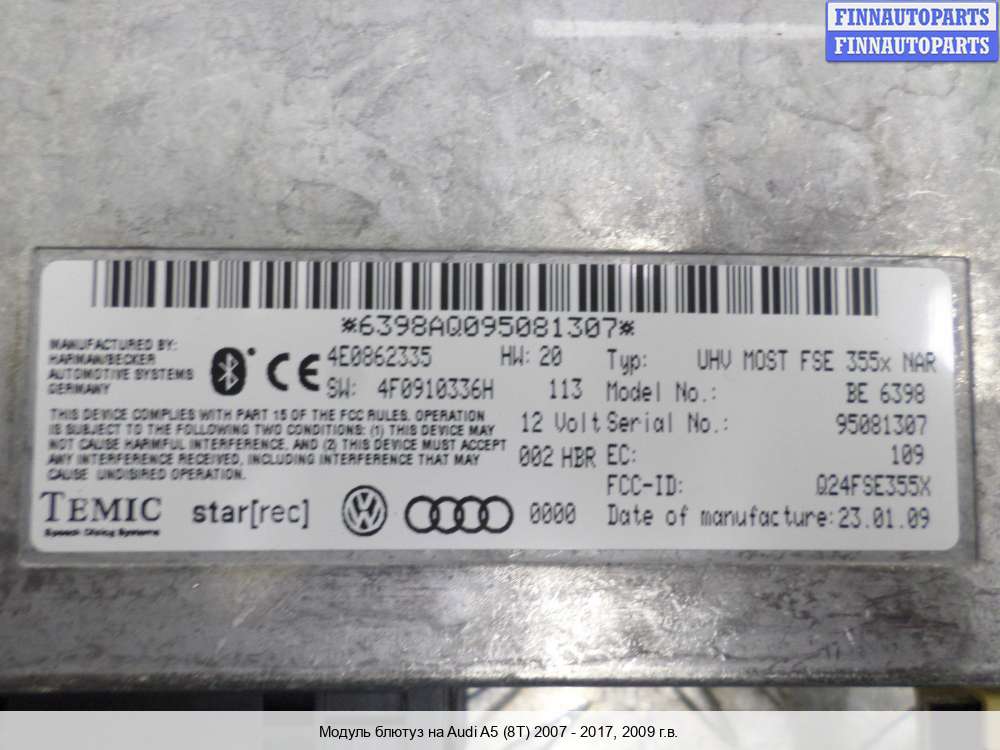 FINNAUTOPARTS
FINNAUTOPARTS
*6398AQ095081307*
MANUFACTURED BY:
HARMAN/BECKER
AUTOMOTIVE SYSTEMS
GERMANY
4E0862335 HW: 20
SW: 4F0910336H 113
Typ: UHV MOST FSE 355x NAR
Model No.: BE 6398
THIS DEVICE COMPLIES WITH PART 15 OF THE FCC RULES. OPERATION
IS SUBJECT TO THE FOLLOWING TWO CONDITIONS: (1) THIS DEVICE MAY
NOT CAUSE HARMFUL INTERFERENCE, AND (2) THIS DEVICE MUST ACCEPT
ANY INTERFERENCE RECEIVED, INCLUDING INTERFERENCE THAT MAY
CAUSE UNDISIRED OPERATION.
12 Volt Serial No.: 95081307
002 HBR EC: 109
FCC-ID: Q24FSE355X
TEMIC
Speech Dialog Systems
star[rec]
0000 Date of manufacture: 23.01.09
Модуль блютуз на Audi A5 (8T) 2007 - 2017, 2009 г.в.